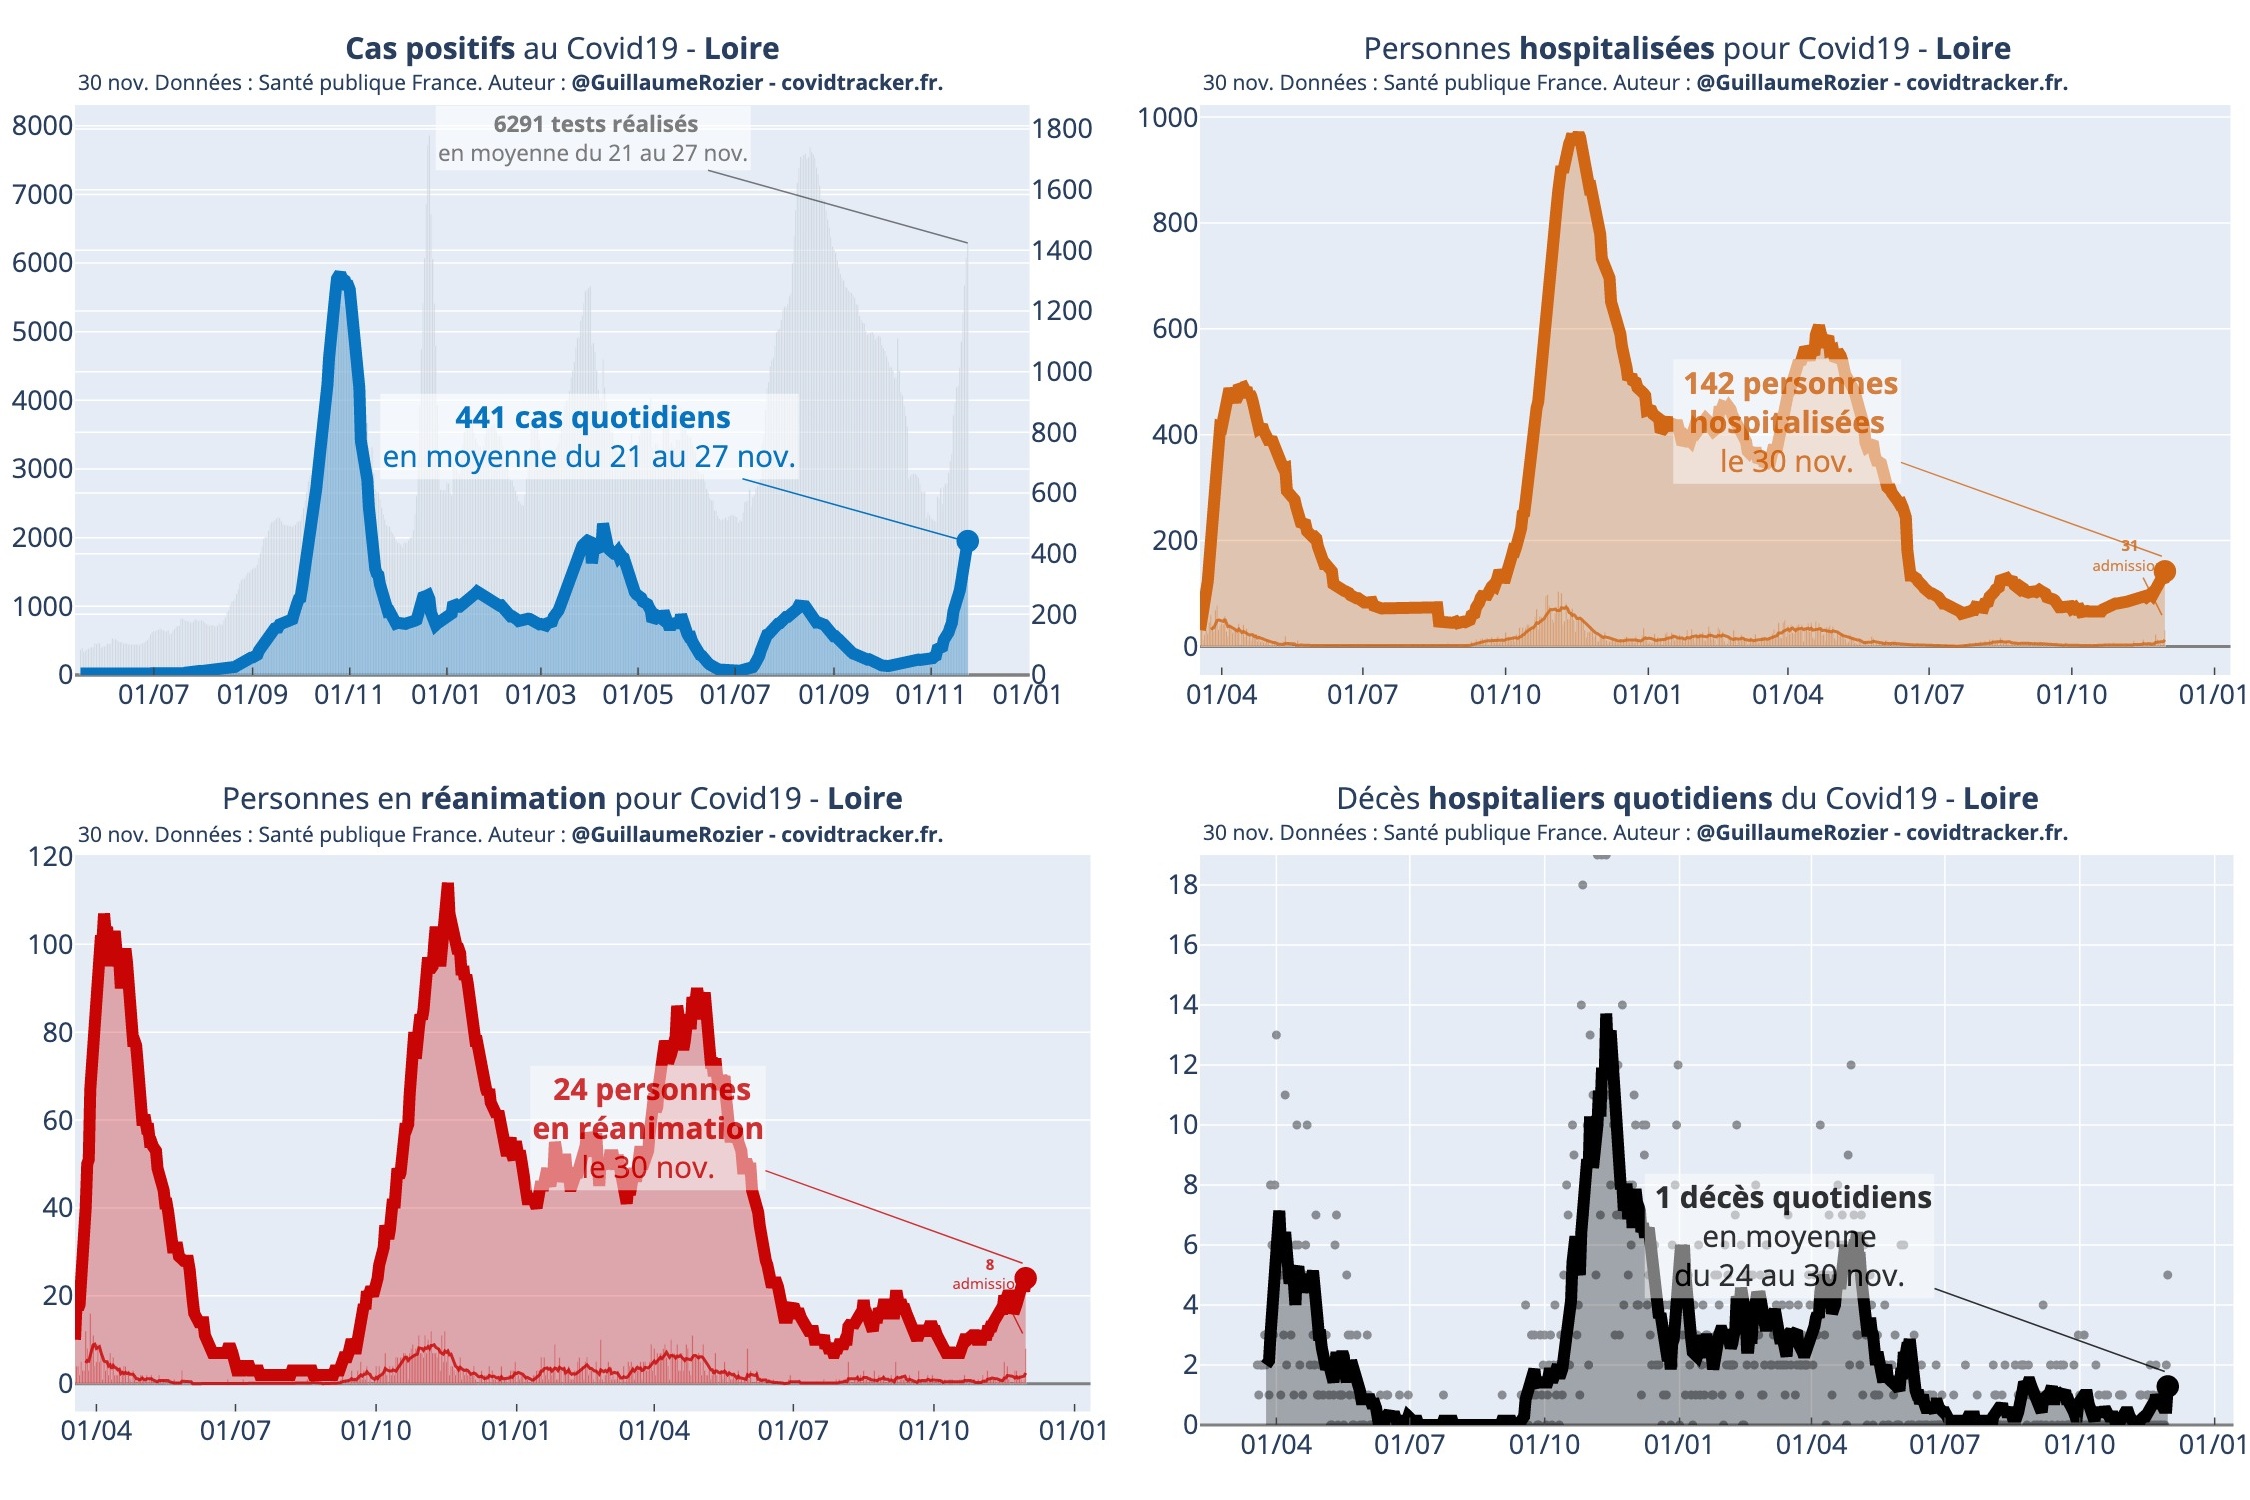 Cas positifs au Covid19 - Loire
30 nov. Données : Santé publique France. Auteur : @GuillaumeRozier - covidtracker.fr.
6291 tests réalisés
en moyenne du 21 au 27 nov.
441 cas quotidiens
en moyenne du 21 au 27 nov.
8000
7000
6000
5000
4000
3000
2000
1000
0
1800
1600
1400
1200
1000
800
600
400
200
0
01/07 01/09 01/11 01/01 01/03 01/05 01/07 01/09 01/11 01/01
Personnes hospitalisées pour Covid19 - Loire
30 nov. Données : Santé publique France. Auteur : @GuillaumeRozier - covidtracker.fr.
1000
800
600
400
200
0
142 personnes
hospitalisées
le 30 nov.
31
admissio
01/04 01/07 01/10 01/01 01/04 01/07 01/10 01/01
Personnes en réanimation pour Covid19 - Loire
30 nov. Données : Santé publique France. Auteur : @GuillaumeRozier - covidtracker.fr.
120
100
80
60
40
20
0
24 personnes
en réanimation
le 30 nov.
8
admissio
01/04 01/07 01/10 01/01 01/04 01/07 01/10 01/01
Décès hospitaliers quotidiens du Covid19 - Loire
30 nov. Données : Santé publique France. Auteur : @GuillaumeRozier - covidtracker.fr.
18
16
14
12
10
8
6
4
2
0
1 décès quotidiens
en moyenne
du 24 au 30 nov.
01/04 01/07 01/10 01/01 01/04 01/07 01/10 01/01